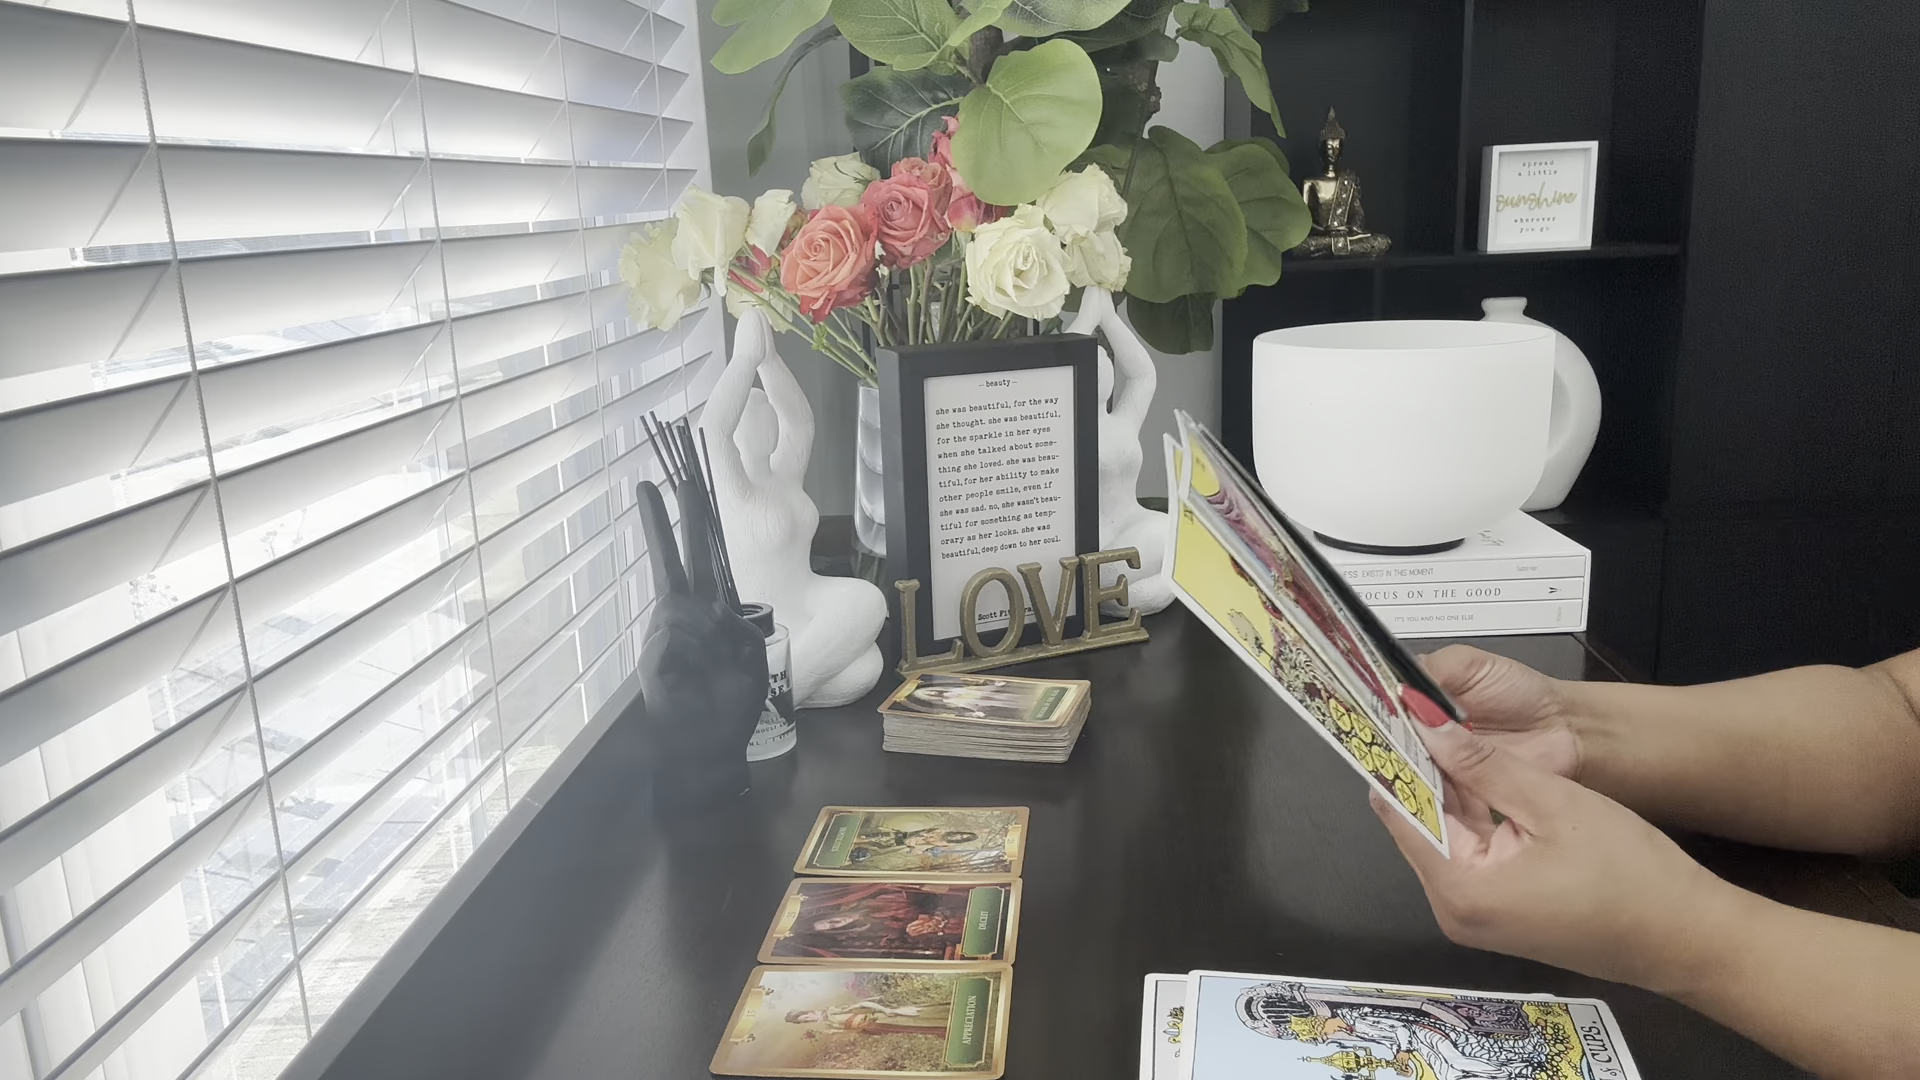 spread
a little
sunshine
wherever
you go
—beauty—
she was beautiful, for the way
she thought. she was beautiful,
for the sparkle in her eyes
when she talked about some-
thing she loved. she was beau-
tiful, for her ability to make
other people smile, even if
she was sad. no, she wasn't beau-
tiful for something as temp-
orary as her looks. she was
beautiful, deep down to her soul.
Scott
LOVE
EXISTS IN THIS MOMENT
FOCUS ON THE GOOD
IT'S YOU AND NO ONE ELSE
DECEIT
APPRECIATION
of CUPS.